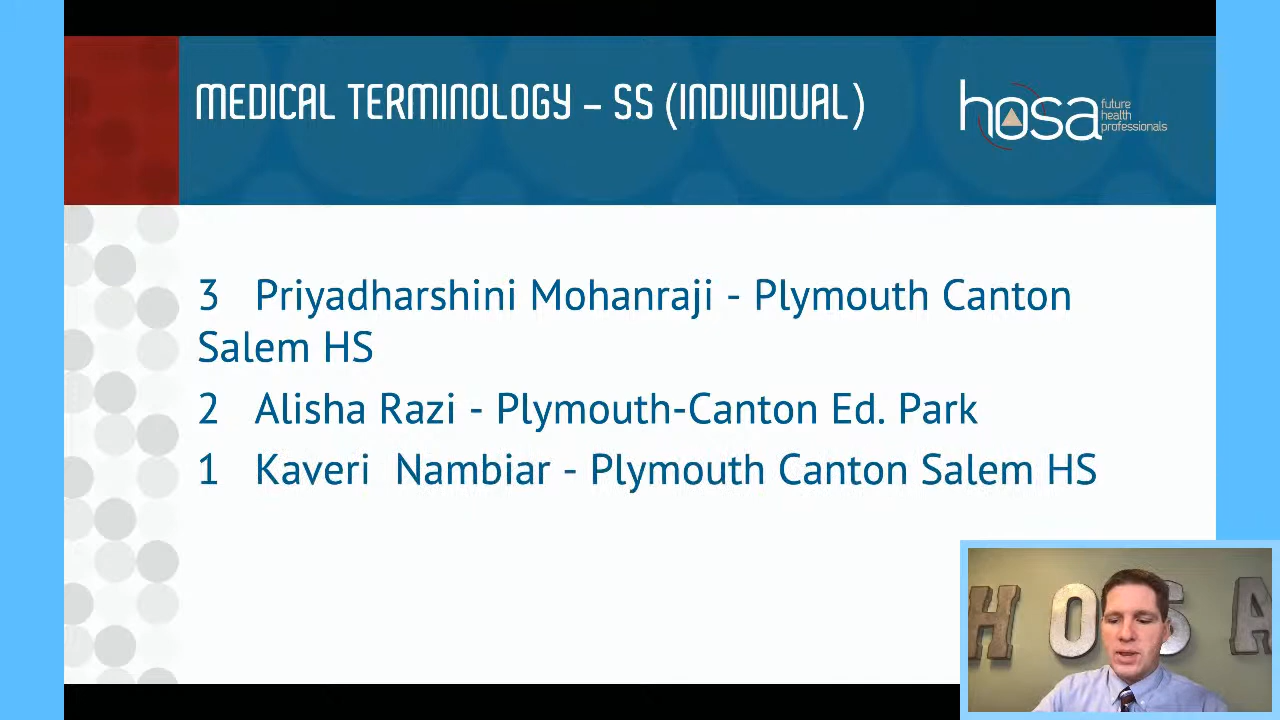 MEDICAL TERMINOLOGY – SS (INDIVIDUAL)
hosa
future
health
professionals
3 Priyadharshini Mohanraji - Plymouth Canton
Salem HS
2 Alisha Razi - Plymouth-Canton Ed. Park
1 Kaveri Nambiar - Plymouth Canton Salem HS
HOSA